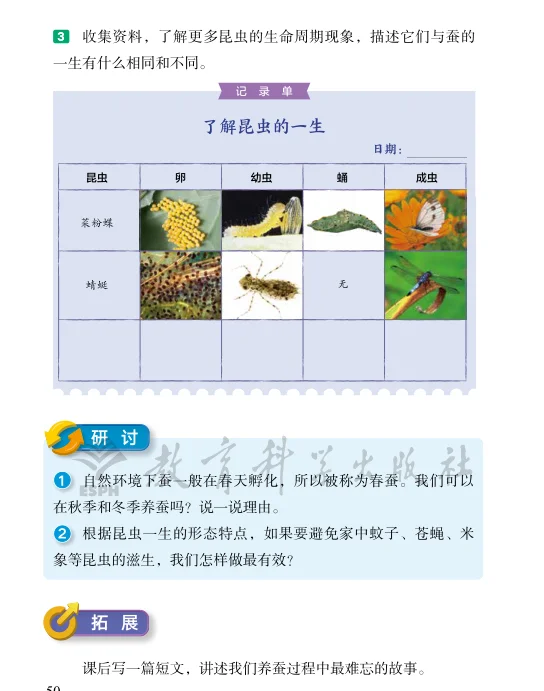 3 收集资料，了解更多昆虫的生命周期现象，描述它们与蚕的
一生有什么相同和不同。
记 录 单
了解昆虫的一生
日期：
昆虫 卵 幼虫 蛹 成虫
菜粉蝶
蜻蜓 无
研 讨
教育科学出版社
ESPH
1 自然环境下蚕一般在春天孵化，所以被称为春蚕。我们可以
在秋季和冬季养蚕吗？说一说理由。
2 根据昆虫一生的形态特点，如果要避免家中蚊子、苍蝇、米
象等昆虫的滋生，我们怎样做最有效？
拓 展
课后写一篇短文，讲述我们养蚕过程中最难忘的故事。
50